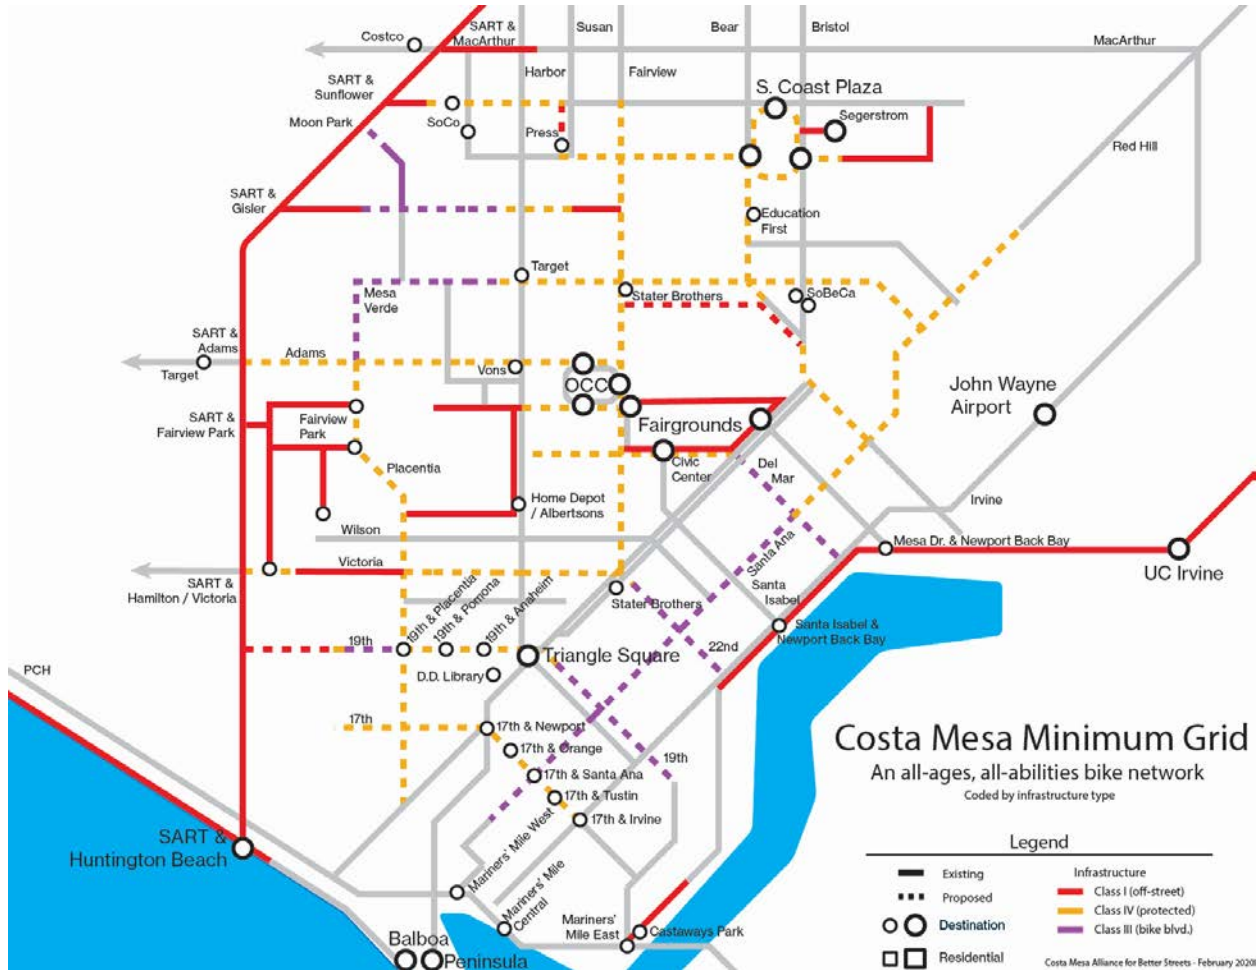 SART &
MacArthur
Susan
Bear
Bristol
Costco
MacArthur
Harbor
Fairview
SART &
Sunflower
S. Coast Plaza
SoCo
Segerstrom
Moon Park
Press
Red Hill
SART &
Gisler
Education
First
Target
Mesa
Verde
Stater Brothers
SoBeCa
SART &
Adams
Adams
Target
Vons
OCC
John Wayne
Airport
SART &
Fairview Park
Fairview
Park
Fairgrounds
Placentia
Civic
Center
Del
Mar
Home Depot
/ Albertsons
Irvine
Wilson
Santa Ana
Mesa Dr. & Newport Back Bay
Victoria
UC Irvine
SART &
Hamilton / Victoria
Stater Brothers
Santa
Isabel
19th & Placentia
19th & Pomona
19th & Anaheim
Santa Isabel &
Newport Back Bay
19th
22nd
Triangle Square
PCH
D.D. Library
17th
17th & Newport
17th & Orange
19th
17th & Santa Ana
17th & Tustin
17th & Irvine
Costa Mesa Minimum Grid
An all-ages, all-abilities bike network
Coded by infrastructure type
SART &
Huntington Beach
Mariners' Mile West
Mariners' Mile
Central
Mariners'
Mile East
Castaways Park
Balboa
Peninsula
Legend
Existing
Proposed
Destination
Residential
Infrastructure
Class I (off-street)
Class IV (protected)
Class III (bike blvd.)
Costa Mesa Alliance for Better Streets - February 2020